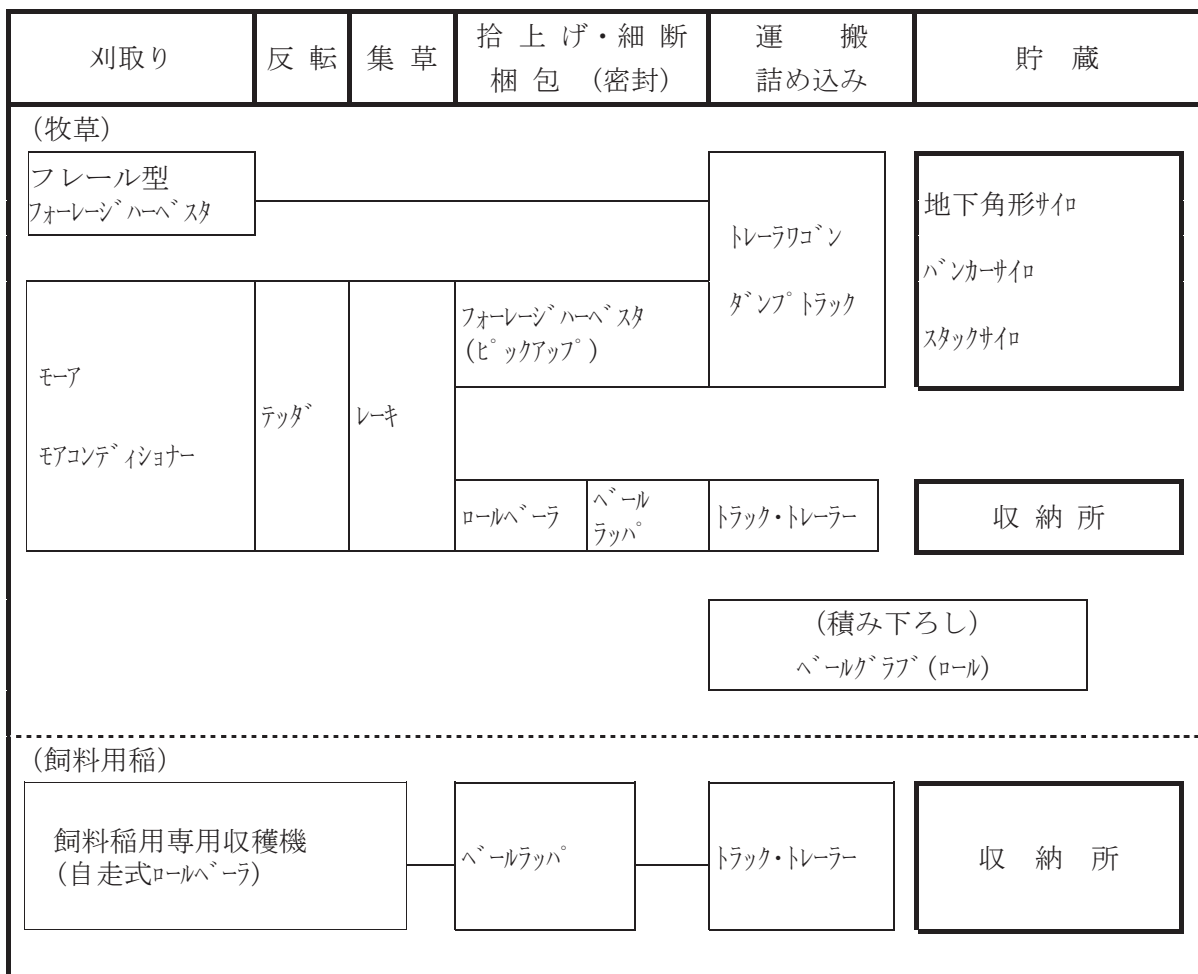 刈取り
反転
集草
拾上げ・細断
梱包（密封）
運搬
詰め込み
貯蔵
（牧草）
フレール型
ﾌｫｰﾚｰｼﾞﾊｰﾍﾞｽﾀ
ﾄﾚｰﾗﾜｺﾞﾝ
ﾀﾞﾝﾌﾟﾄﾗｯｸ
地下角形ｻｲﾛ
ﾊﾞﾝｶｰｻｲﾛ
ｽﾀｯｸｻｲﾛ
ﾓｰｱ
ﾓｱｺﾝﾃﾞｨｼｮﾅｰ
ﾃｯﾀﾞ
ﾚｰｷ
ﾌｫｰﾚｰｼﾞﾊｰﾍﾞｽﾀ
(ﾋﾟｯｸｱｯﾌﾟ)
ﾛｰﾙﾍﾞｰﾗ
ﾍﾞｰﾙ
ﾗｯﾊﾟ
ﾄﾗｯｸ・ﾄﾚｰﾗｰ
収納所
（積み下ろし）
ﾍﾞｰﾙｸﾞﾗﾌﾞ(ﾛｰﾙ)
（飼料用稲）
飼料稲用専用収穫機
（自走式ﾛｰﾙﾍﾞｰﾗ）
ﾍﾞｰﾙﾗｯﾊﾟ
ﾄﾗｯｸ・ﾄﾚｰﾗｰ
収納所